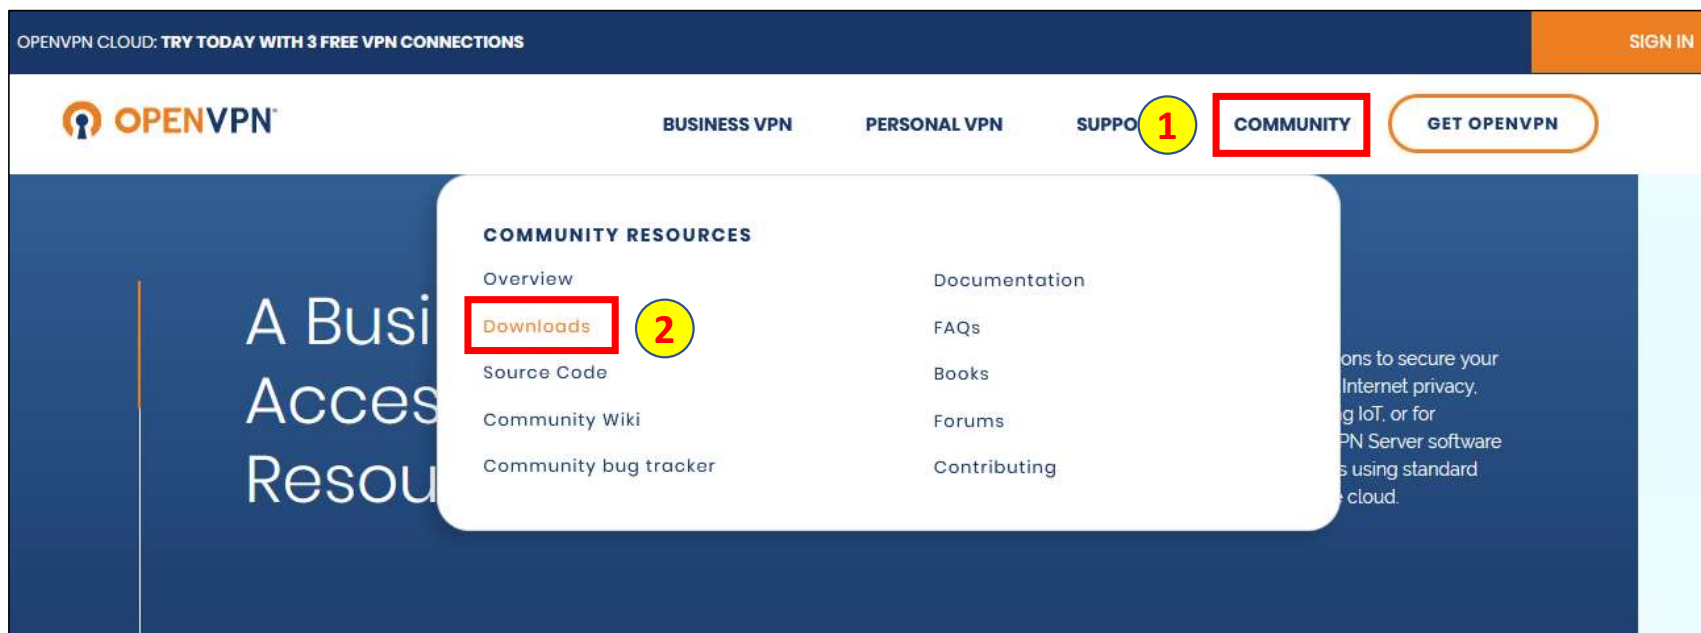 OPENVPN CLOUD: TRY TODAY WITH 3 FREE VPN CONNECTIONS
SIGN IN
OPENVPN
BUSINESS VPN
PERSONAL VPN
SUPPO
1
COMMUNITY
GET OPENVPN
COMMUNITY RESOURCES
Overview
Downloads
2
Source Code
Community Wiki
Community bug tracker
Documentation
FAQs
Books
Forums
Contributing
A Busi
Acces
Resou
ons to secure your
Internet privacy,
g IoT, or for
PN Server software
s using standard
cloud.